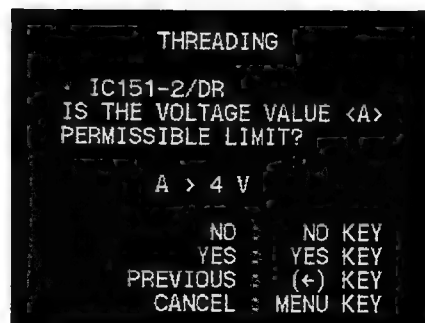 THREADING
· IC151-2/DR
IS THE VOLTAGE VALUE <A>
PERMISSIBLE LIMIT?
A > 4 V
NO : NO KEY
YES : YES KEY
PREVIOUS : (←) KEY
CANCEL : MENU KEY